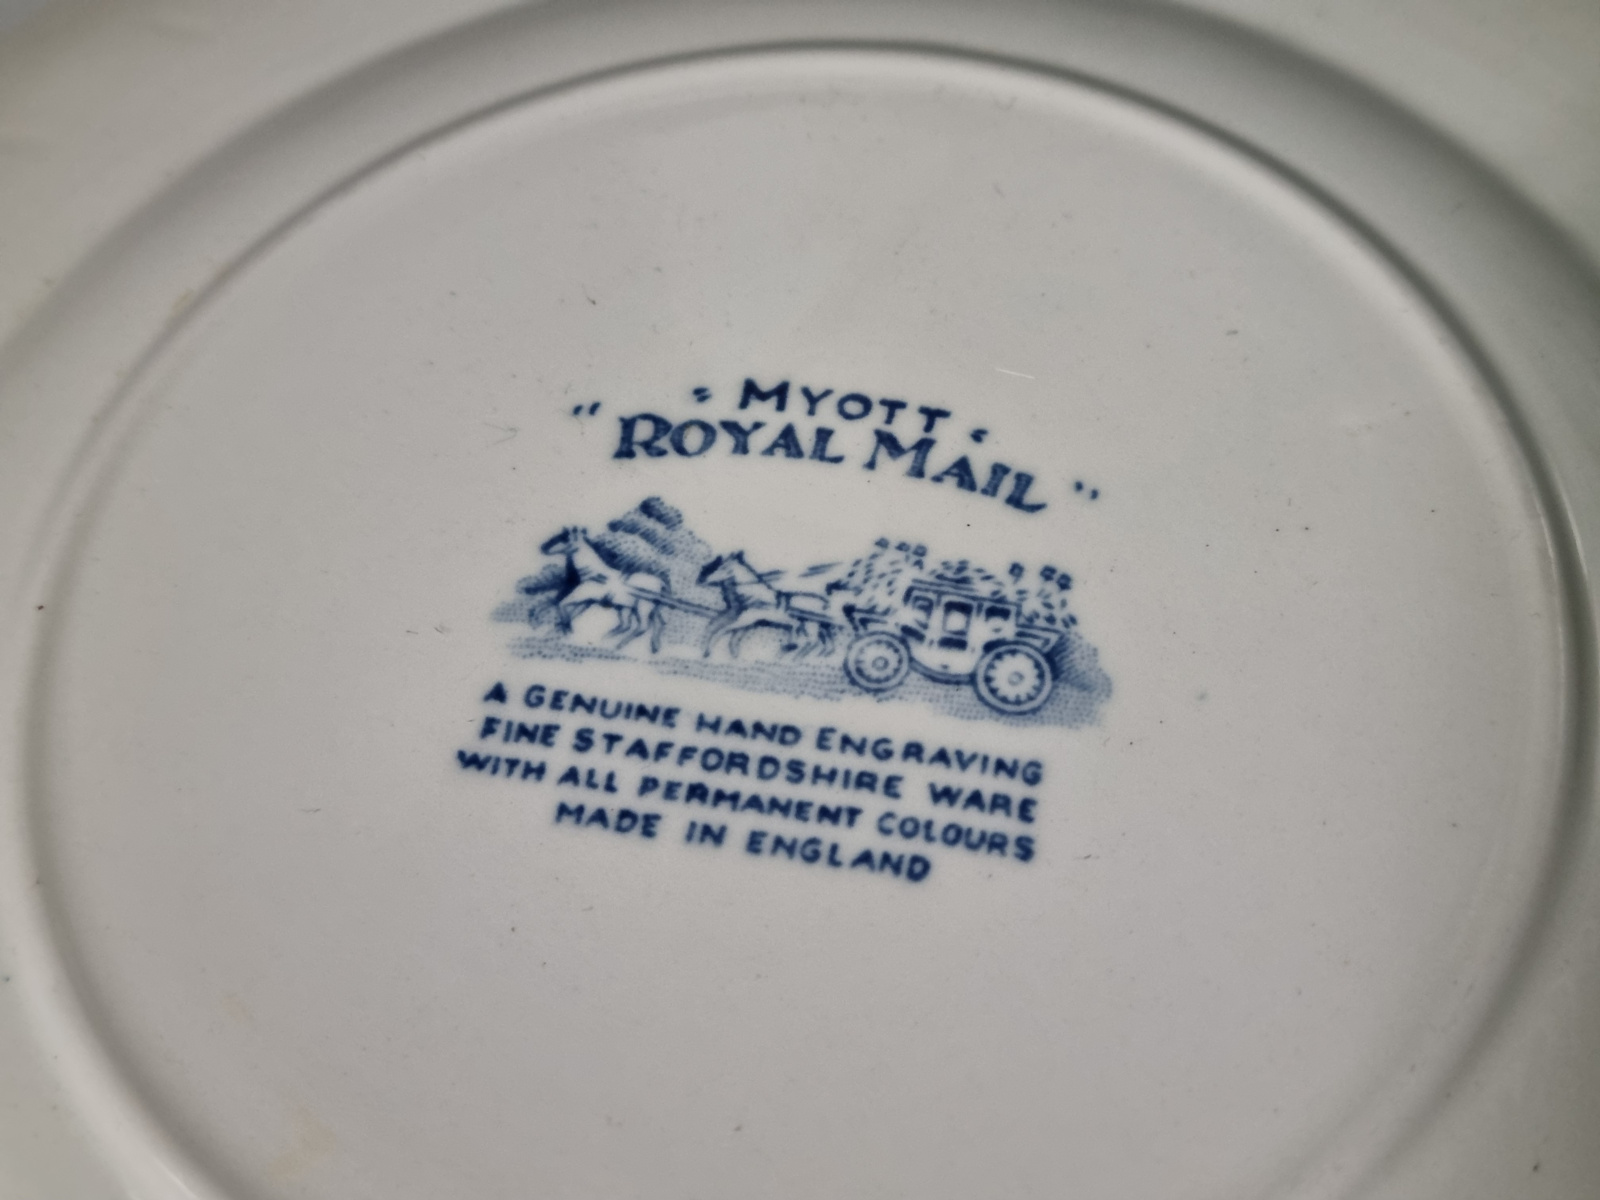 MYOTT
"ROYAL MAIL"
A GENUINE HAND ENGRAVING
FINE STAFFORDSHIRE WARE
WITH ALL PERMANENT COLOURS
MADE IN ENGLAND